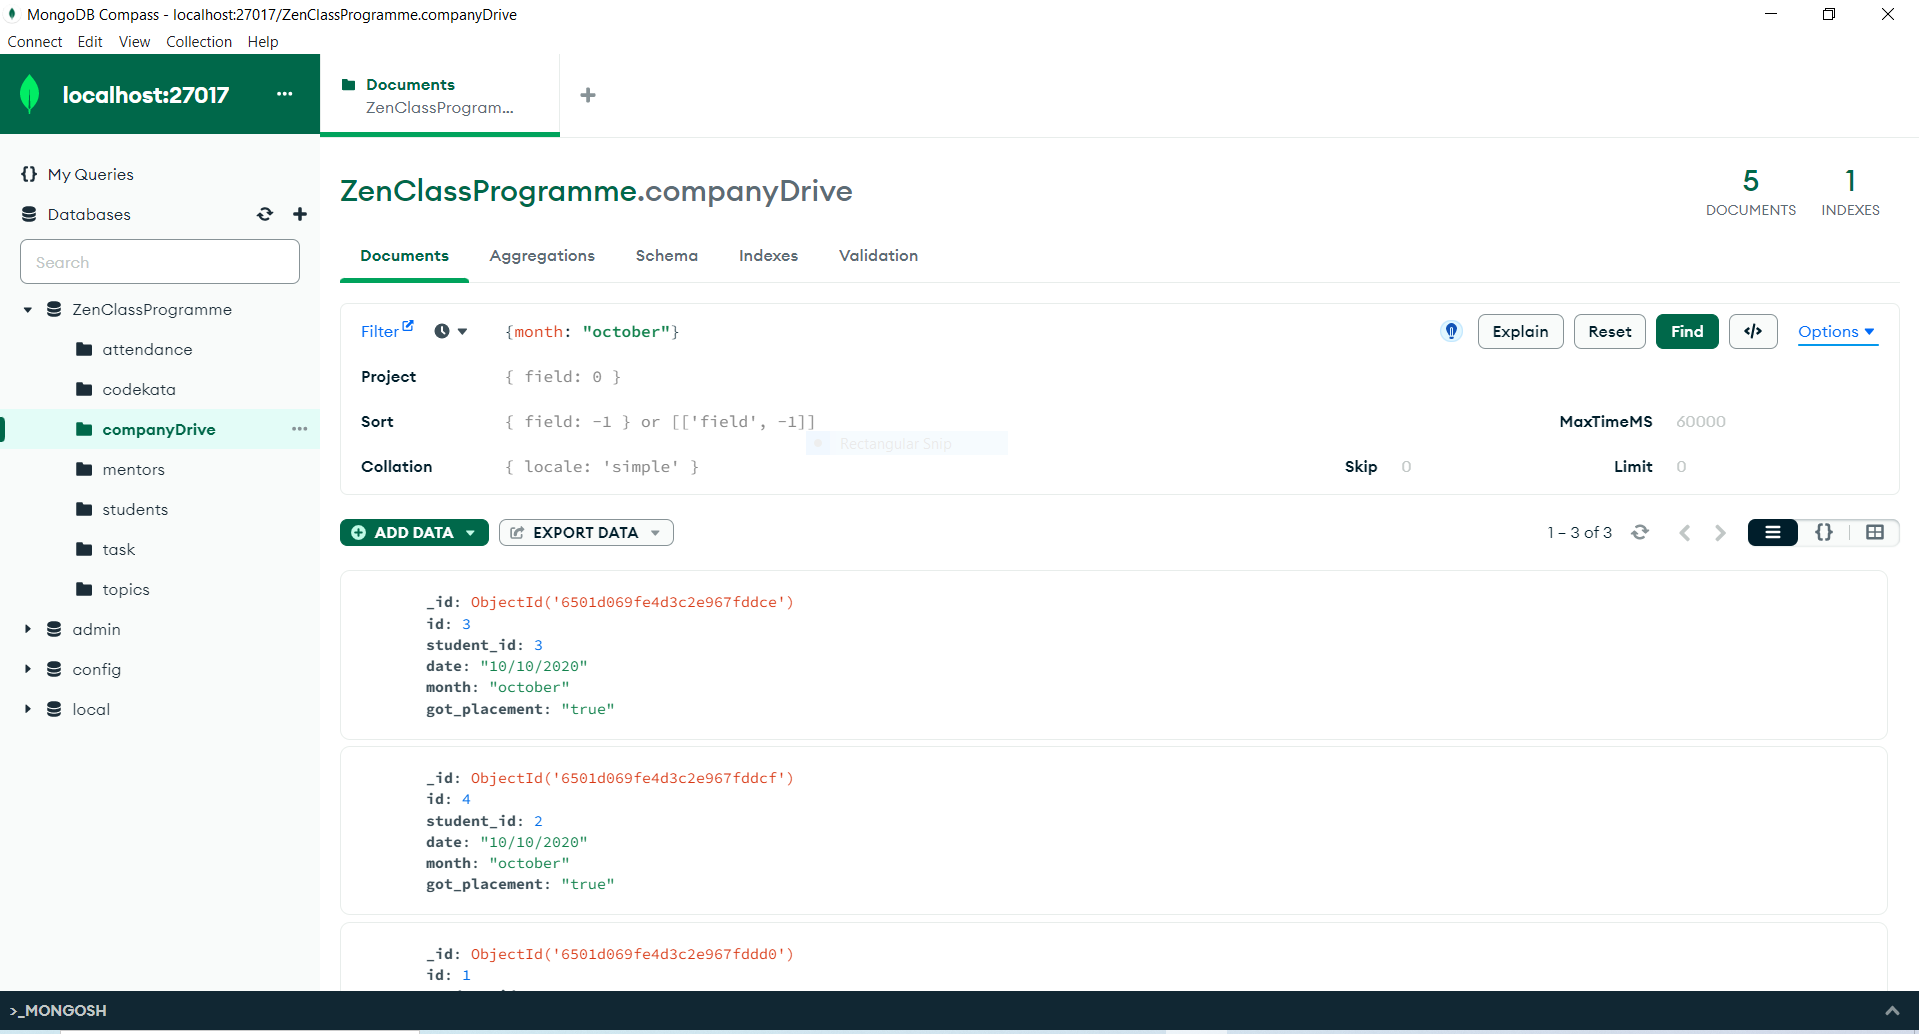 MongoDB Compass - localhost:27017/ZenClassProgramme.companyDrive
Connect Edit View Collection Help
localhost:27017 ...
Documents
ZenClassProgram...
My Queries
Databases
Search
ZenClassProgramme
attendance
codekata
companyDrive
mentors
students
task
topics
admin
config
local
ZenClassProgramme.companyDrive
5
DOCUMENTS
1
INDEXES
Documents Aggregations Schema Indexes Validation
Filter {month: "october"} Explain Reset Find </> Options
Project { field: 0 }
Sort { field: -1 } or [['field', -1]] MaxTimeMS 60000
Rectangular Snip
Collation { locale: 'simple' } Skip 0 Limit 0
ADD DATA EXPORT DATA 1 – 3 of 3 {}
_id: ObjectId('6501d069fe4d3c2e967fddce')
id: 3
student_id: 3
date: "10/10/2020"
month: "october"
got_placement: "true"
_id: ObjectId('6501d069fe4d3c2e967fddcf')
id: 4
student_id: 2
date: "10/10/2020"
month: "october"
got_placement: "true"
_id: ObjectId('6501d069fe4d3c2e967fddd0')
id: 1
>_MONGOSH